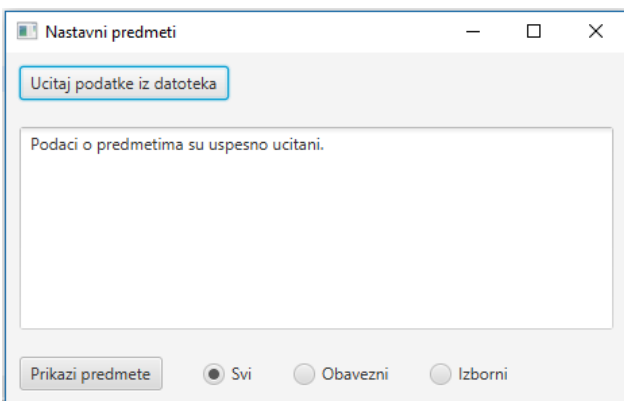 Nastavni predmeti
Ucitaj podatke iz datoteka
Podaci o predmetima su uspesno ucitani.
Prikazi predmete Svi Obavezni Izborni